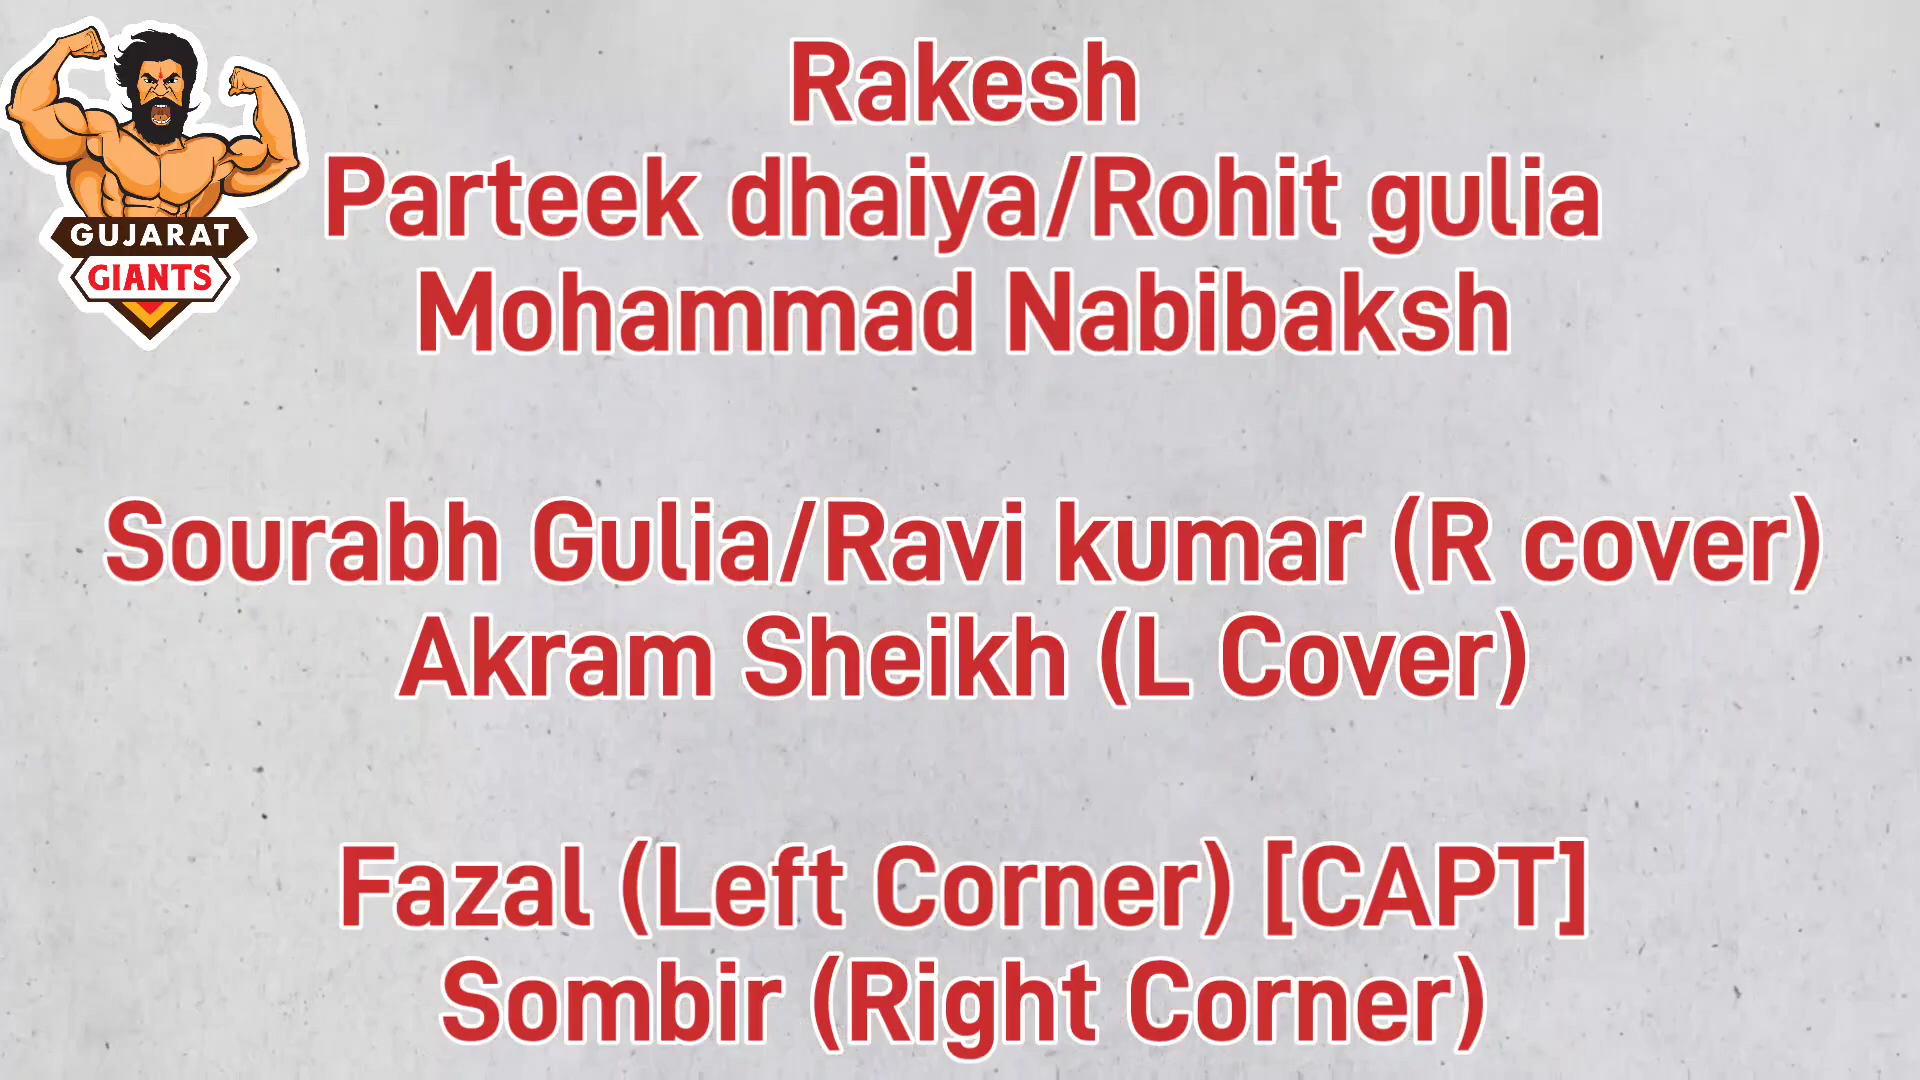 Rakesh
Parteek dhaiya/Rohit gulia
Mohammad Nabibaksh
GUJARAT
GIANTS
Sourabh Gulia/Ravi kumar (R cover)
Akram Sheikh (L Cover)
Fazal (Left Corner) [CAPT]
Sombir (Right Corner)